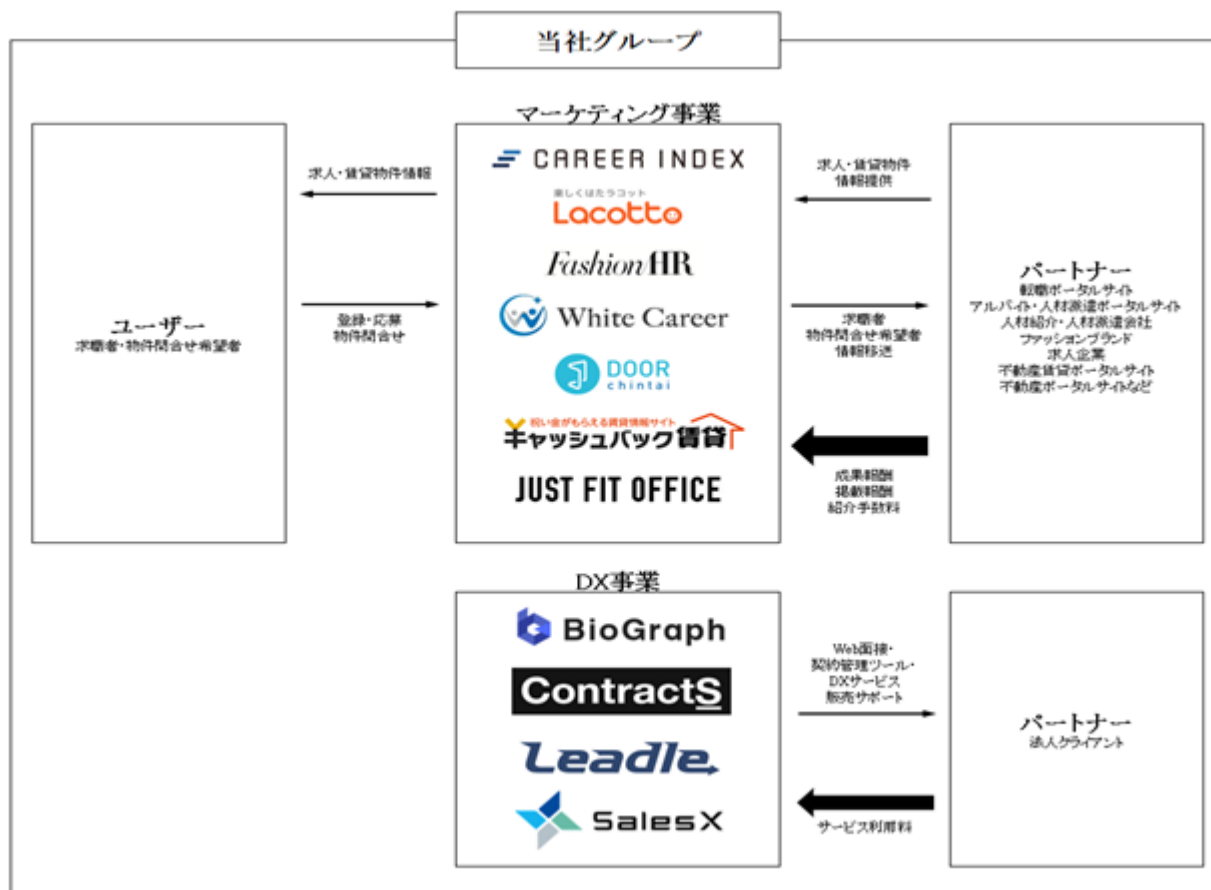 当社グループ
マーケティング事業
ユーザー
求職者・物件問合せ希望者
求人・賃貸物件情報
登録・応募
物件問合せ
CAREER INDEX
楽しくはたラコット
Lacotto
Fashion HR
White Career
DOOR
chintai
祝い金がもらえる賃貸情報サイト
キャッシュバック賃貸
JUST FIT OFFICE
求人・賃貸物件
情報提供
求職者
物件問合せ希望者
情報移送
成果報酬
掲載報酬
紹介手数料
パートナー
転職ポータルサイト
アルバイト・人材派遣ポータルサイト
人材紹介・人材派遣会社
ファッションブランド
求人企業
不動産賃貸ポータルサイト
不動産ポータルサイトなど
DX事業
BioGraph
ContractS
Leadle
SalesX
Web面接・
契約管理ツール・
DXサービス
販売サポート
サービス利用料
パートナー
法人クライアント